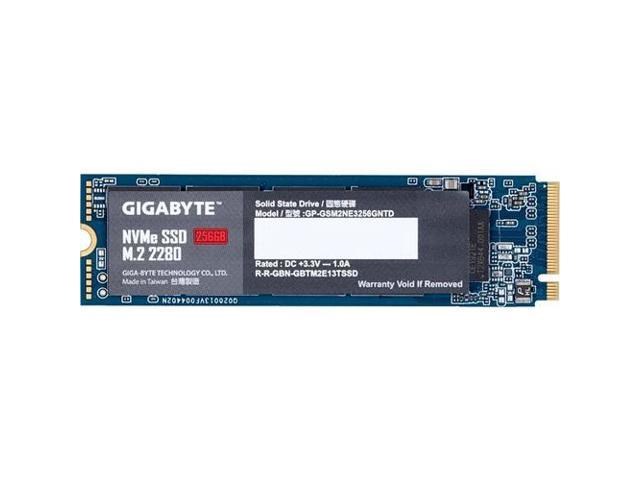 GIGABYTE™
NVMe SSD 256GB
M.2 2280
GIGA-BYTE TECHNOLOGY CO., LTD.
Made in Taiwan 台灣製造
Solid State Drive / 固態硬碟
Model / 型號 :GP-GSM2NE3256GNTD
Rated : DC +3.3V ⎓ 1.0A
R-R-GBN-GBTM2E13TSSD
Warranty Void If Removed